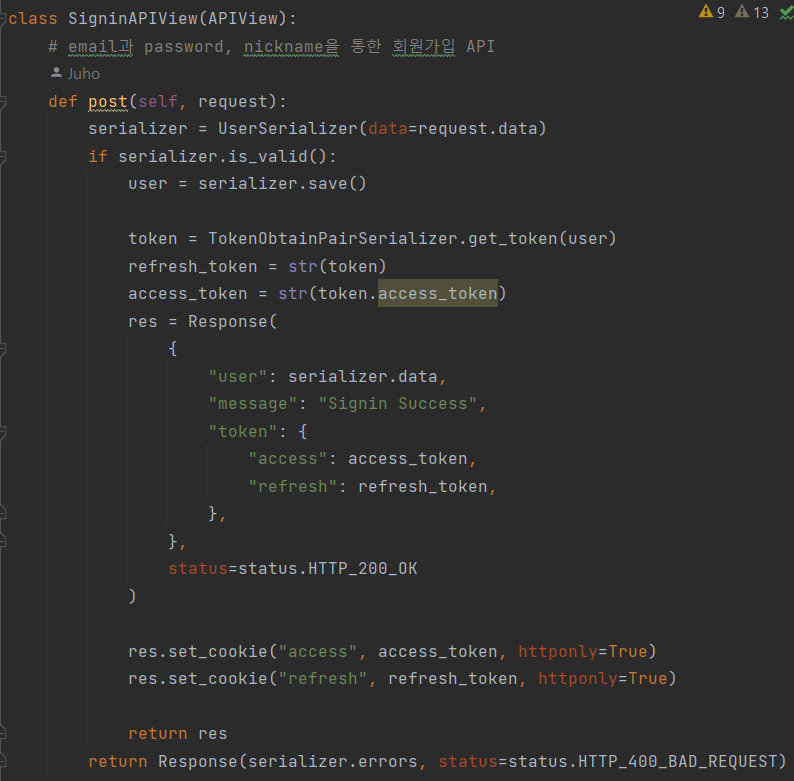 class SigninAPIView(APIView):
9 13
# email과 password, nickname을 통한 회원가입 API
Juho
def post(self, request):
serializer = UserSerializer(data=request.data)
if serializer.is_valid():
user = serializer.save()
token = TokenObtainPairSerializer.get_token(user)
refresh_token = str(token)
access_token = str(token.access_token)
res = Response(
{
"user": serializer.data,
"message": "Signin Success",
"token": {
"access": access_token,
"refresh": refresh_token,
},
},
status=status.HTTP_200_OK
)
res.set_cookie("access", access_token, httponly=True)
res.set_cookie("refresh", refresh_token, httponly=True)
return res
return Response(serializer.errors, status=status.HTTP_400_BAD_REQUEST)